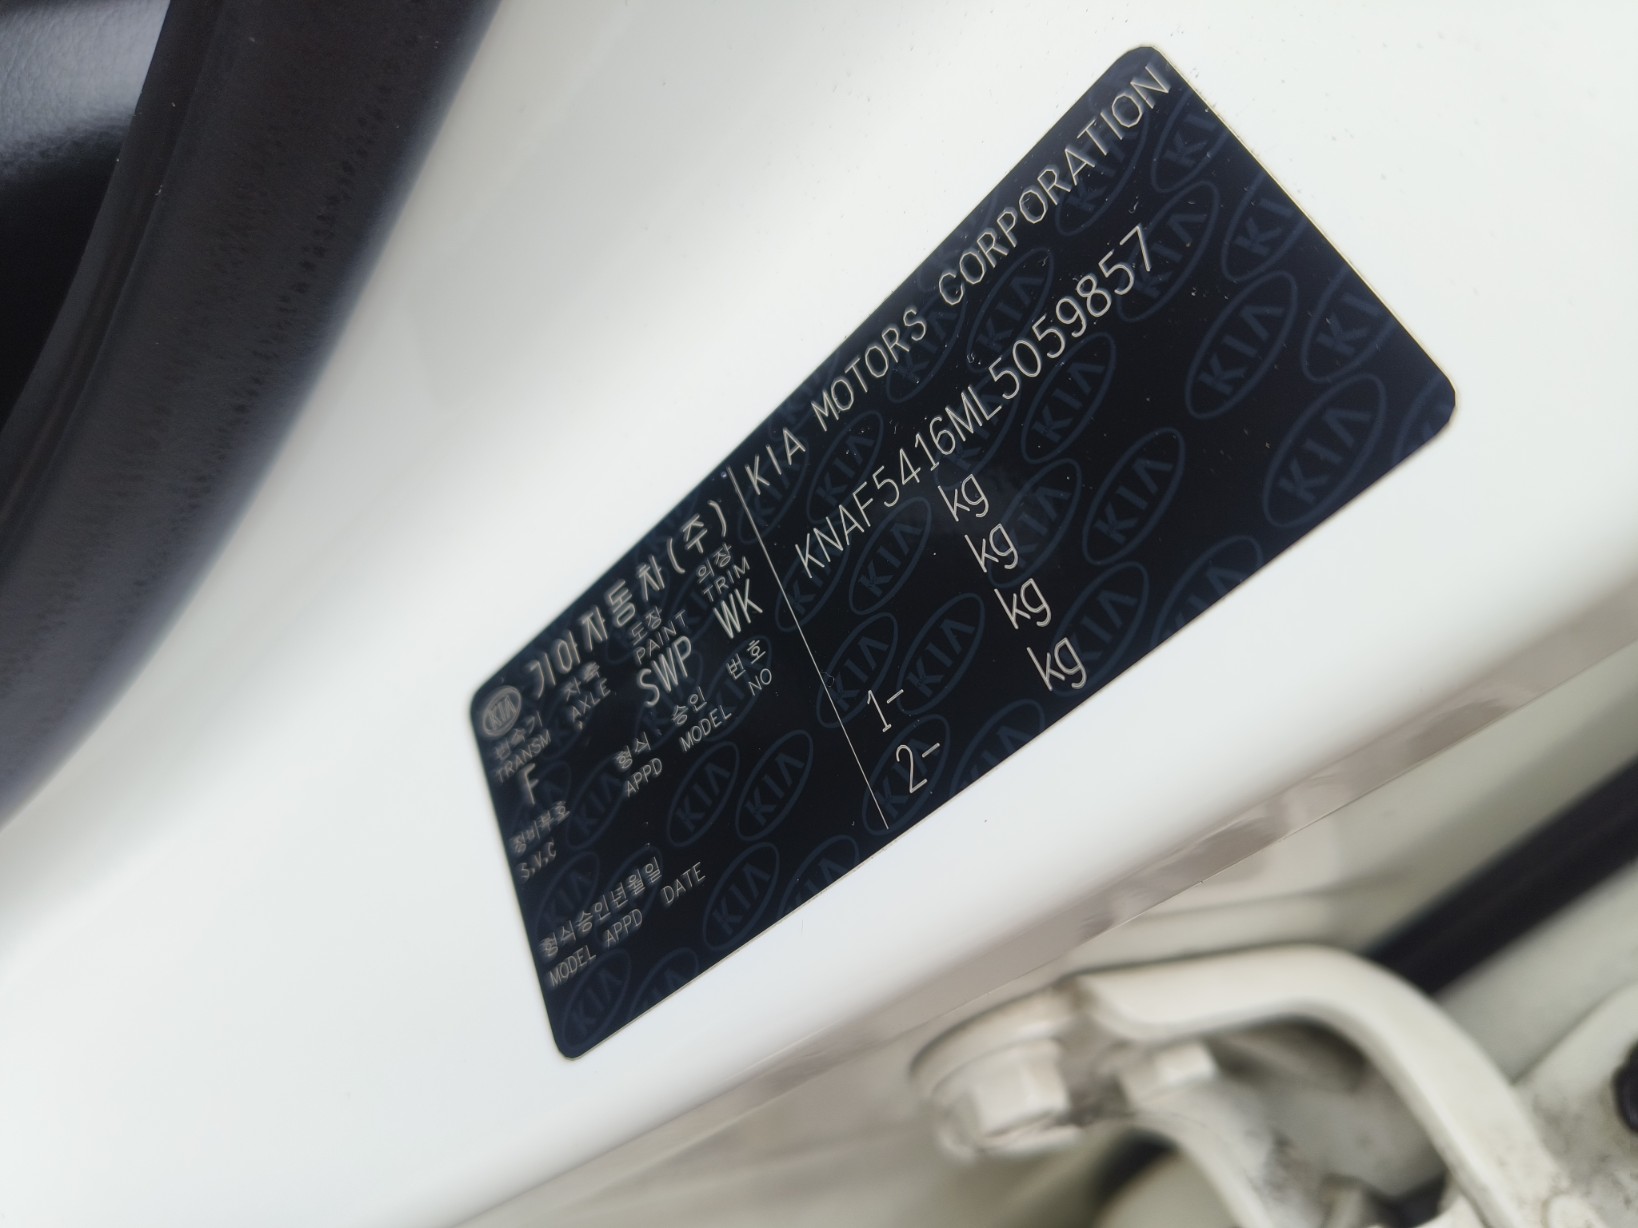 KIA 기아자동차(주) KIA MOTORS CORPORATION
변속기 차축 도장 의장
TRANSM AXLE PAINT TRIM
F SWP WK
KNAF5416ML5059857
정비부호 형식 승인 번호
S.V.C APPD MODEL NO
형식승인년월일
MODEL APPD DATE
kg
kg
1- kg
2- kg